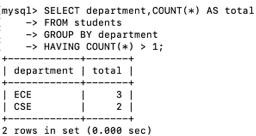 mysql> SELECT department,COUNT(*) AS total
    -> FROM students
    -> GROUP BY department
    -> HAVING COUNT(*) > 1;
+------------+-------+
| department | total |
+------------+-------+
| ECE        |     3 |
| CSE        |     2 |
+------------+-------+
2 rows in set (0.000 sec)